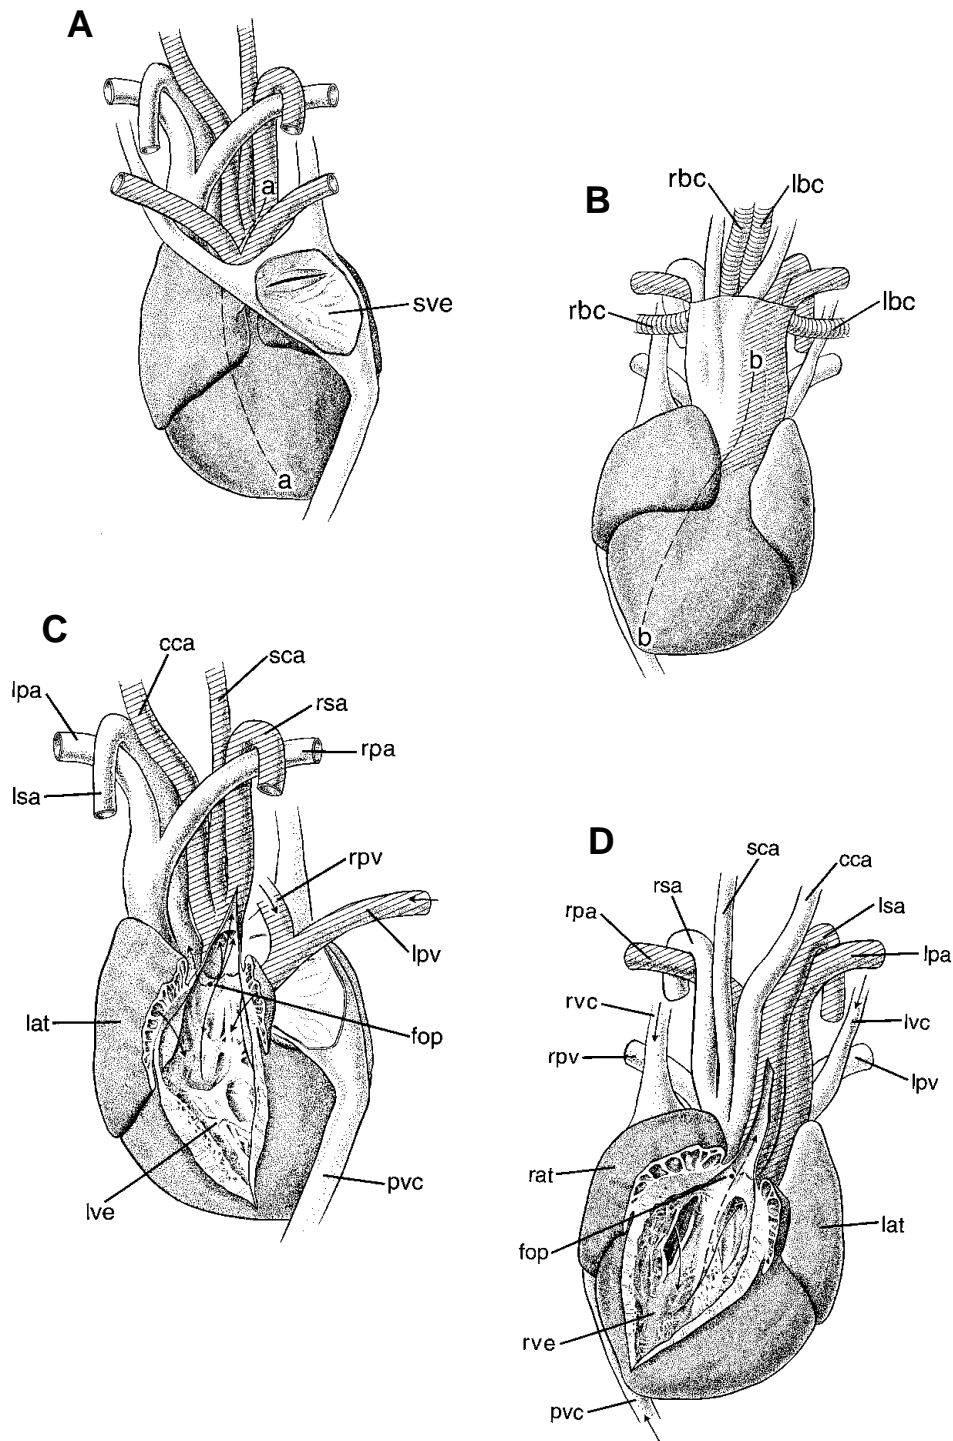 A
a
sve
a
B
rbc
lbc
rbc
lbc
b
b
C
cca
sca
lpa
rsa
rpa
lsa
rpv
lpv
lat
fop
lve
pvc
D
sca
cca
rsa
lsa
rpa
lpa
rvc
lvc
rpv
lpv
rat
lat
fop
rve
pvc